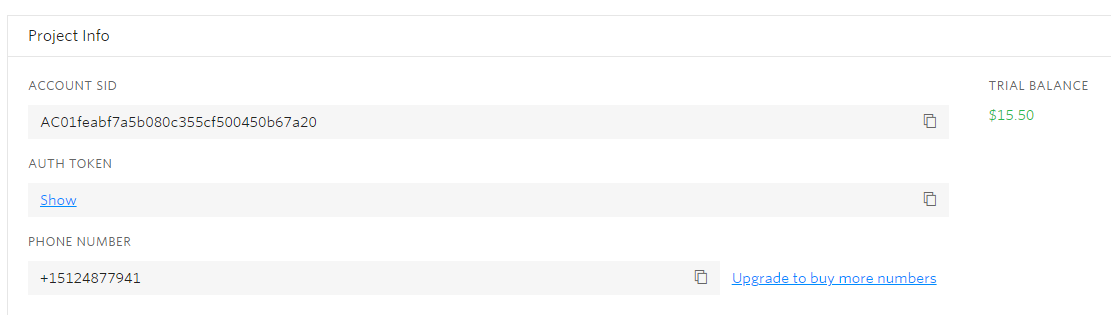 Project Info
ACCOUNT SID
TRIAL BALANCE
AC01feabf7a5b080c355cf500450b67a20
$15.50
AUTH TOKEN
Show
PHONE NUMBER
+15124877941
Upgrade to buy more numbers